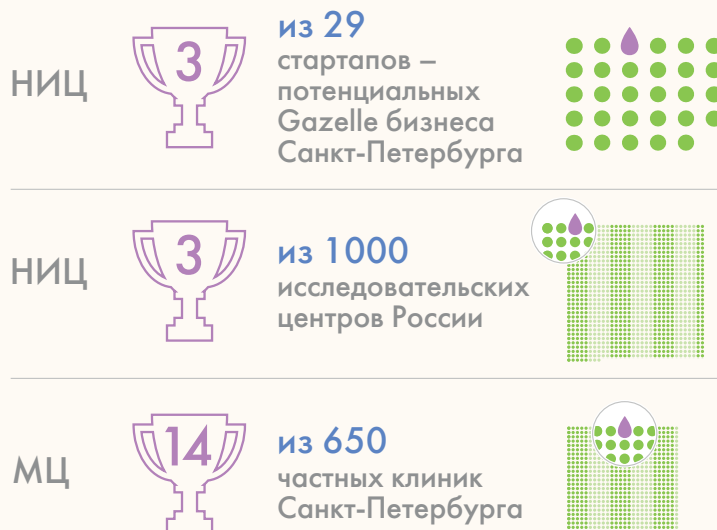 НИЦ
3
из 29
стартапов –
потенциальных
Gazelle бизнеса
Санкт-Петербурга
НИЦ
3
из 1000
исследовательских
центров России
МЦ
14
из 650
частных клиник
Санкт-Петербурга